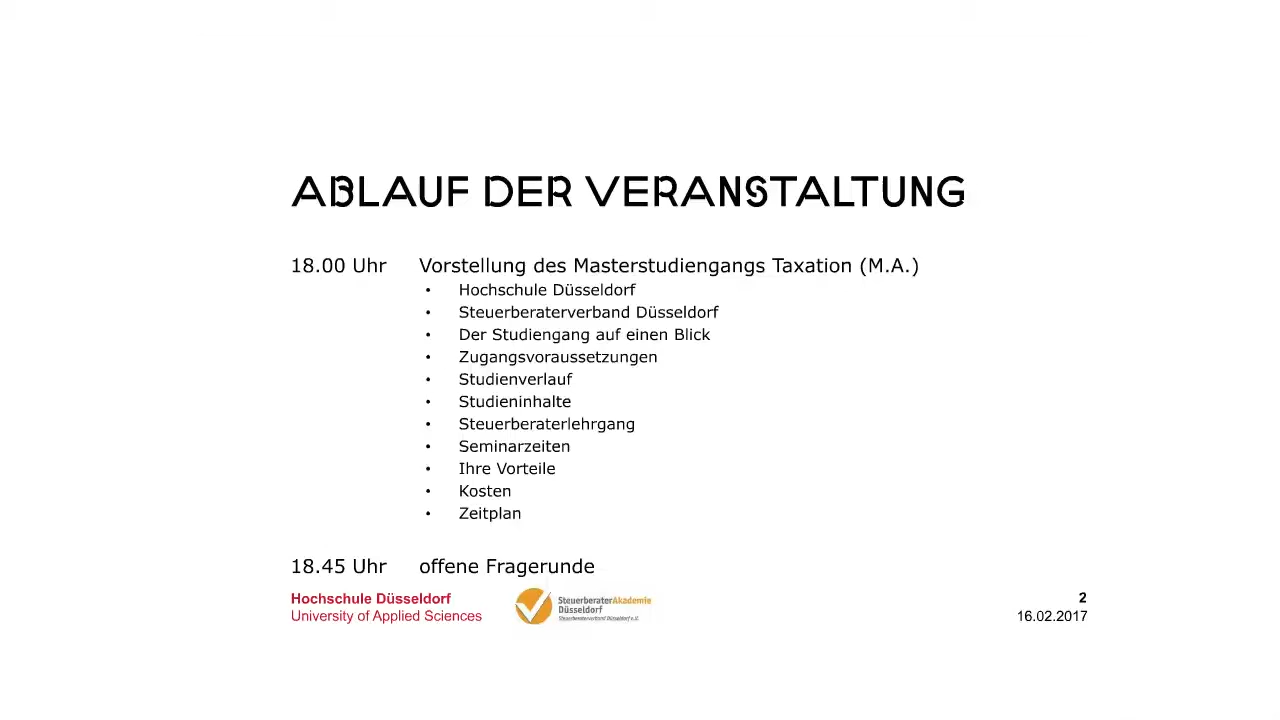 ABLAUF DER VERANSTALTUNG
18.00 Uhr Vorstellung des Masterstudiengangs Taxation (M.A.)
• Hochschule Düsseldorf
• Steuerberaterverband Düsseldorf
• Der Studiengang auf einen Blick
• Zugangsvoraussetzungen
• Studienverlauf
• Studieninhalte
• Steuerberaterlehrgang
• Seminarzeiten
• Ihre Vorteile
• Kosten
• Zeitplan
18.45 Uhr offene Fragerunde
Hochschule Düsseldorf
University of Applied Sciences
SteuerberaterAkademie
Düsseldorf
Steuerberaterverband Düsseldorf e.V.
2
16.02.2017